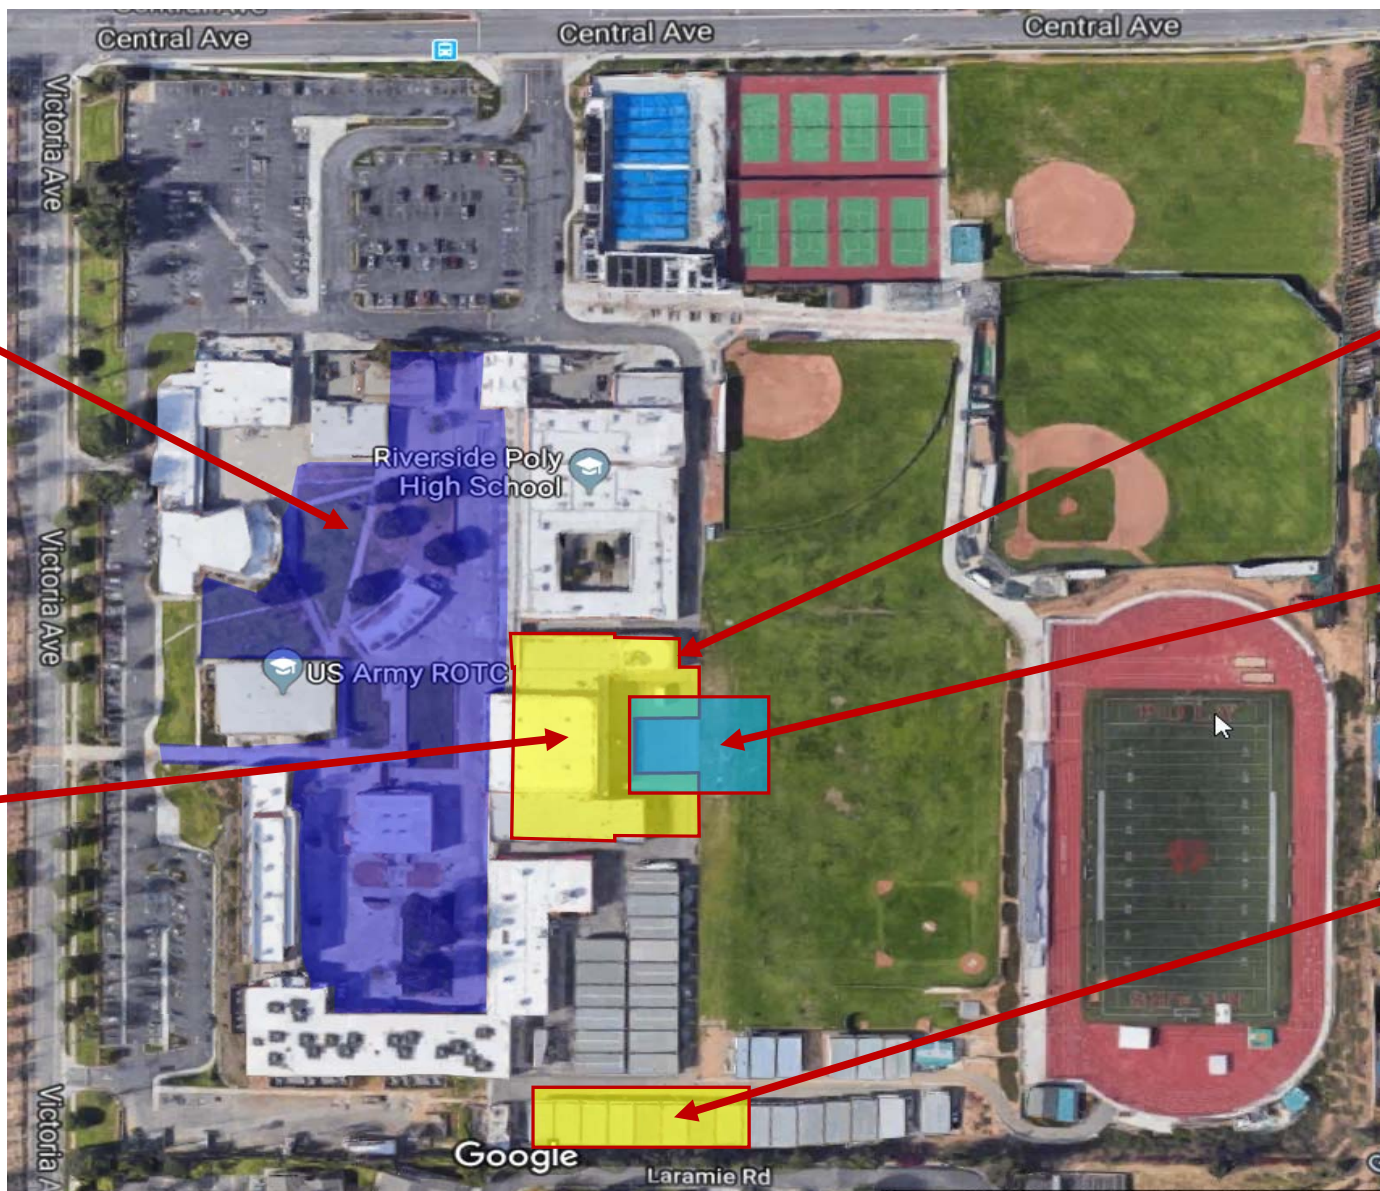 Central Ave
Central Ave
Central Ave
Victoria Ave
Riverside Poly
High School
Victoria Ave
US Army ROTC
POLY
Victoria A
Google
Laramie Rd